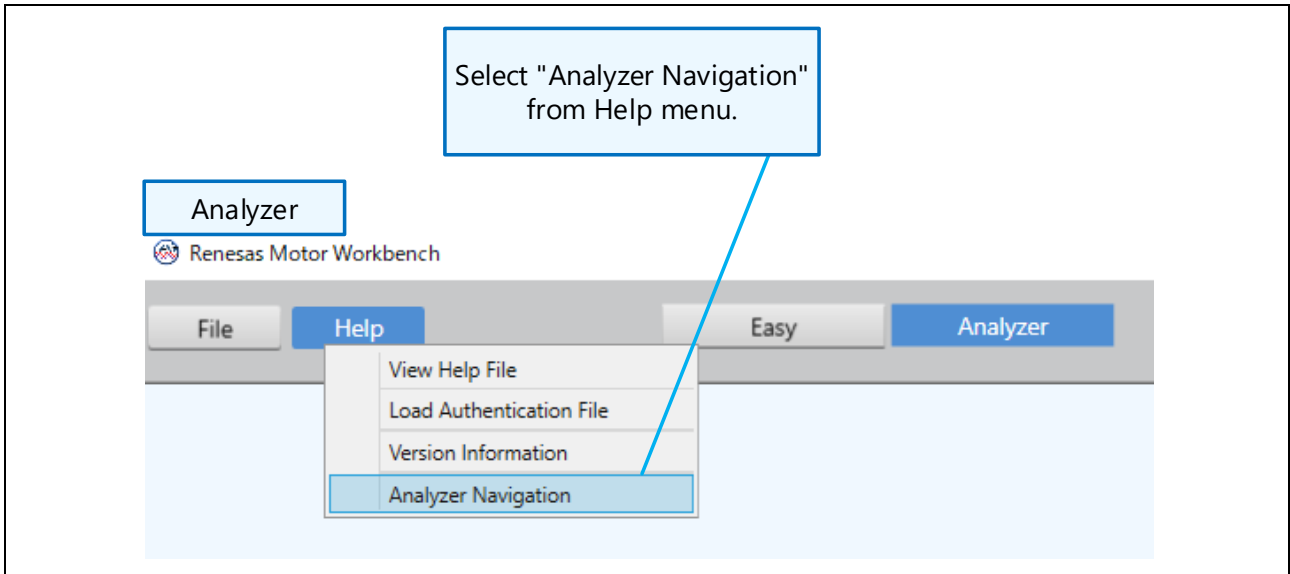 Select "Analyzer Navigation"
from Help menu.
Analyzer
Renesas Motor Workbench
File Help Easy Analyzer
View Help File
Load Authentication File
Version Information
Analyzer Navigation